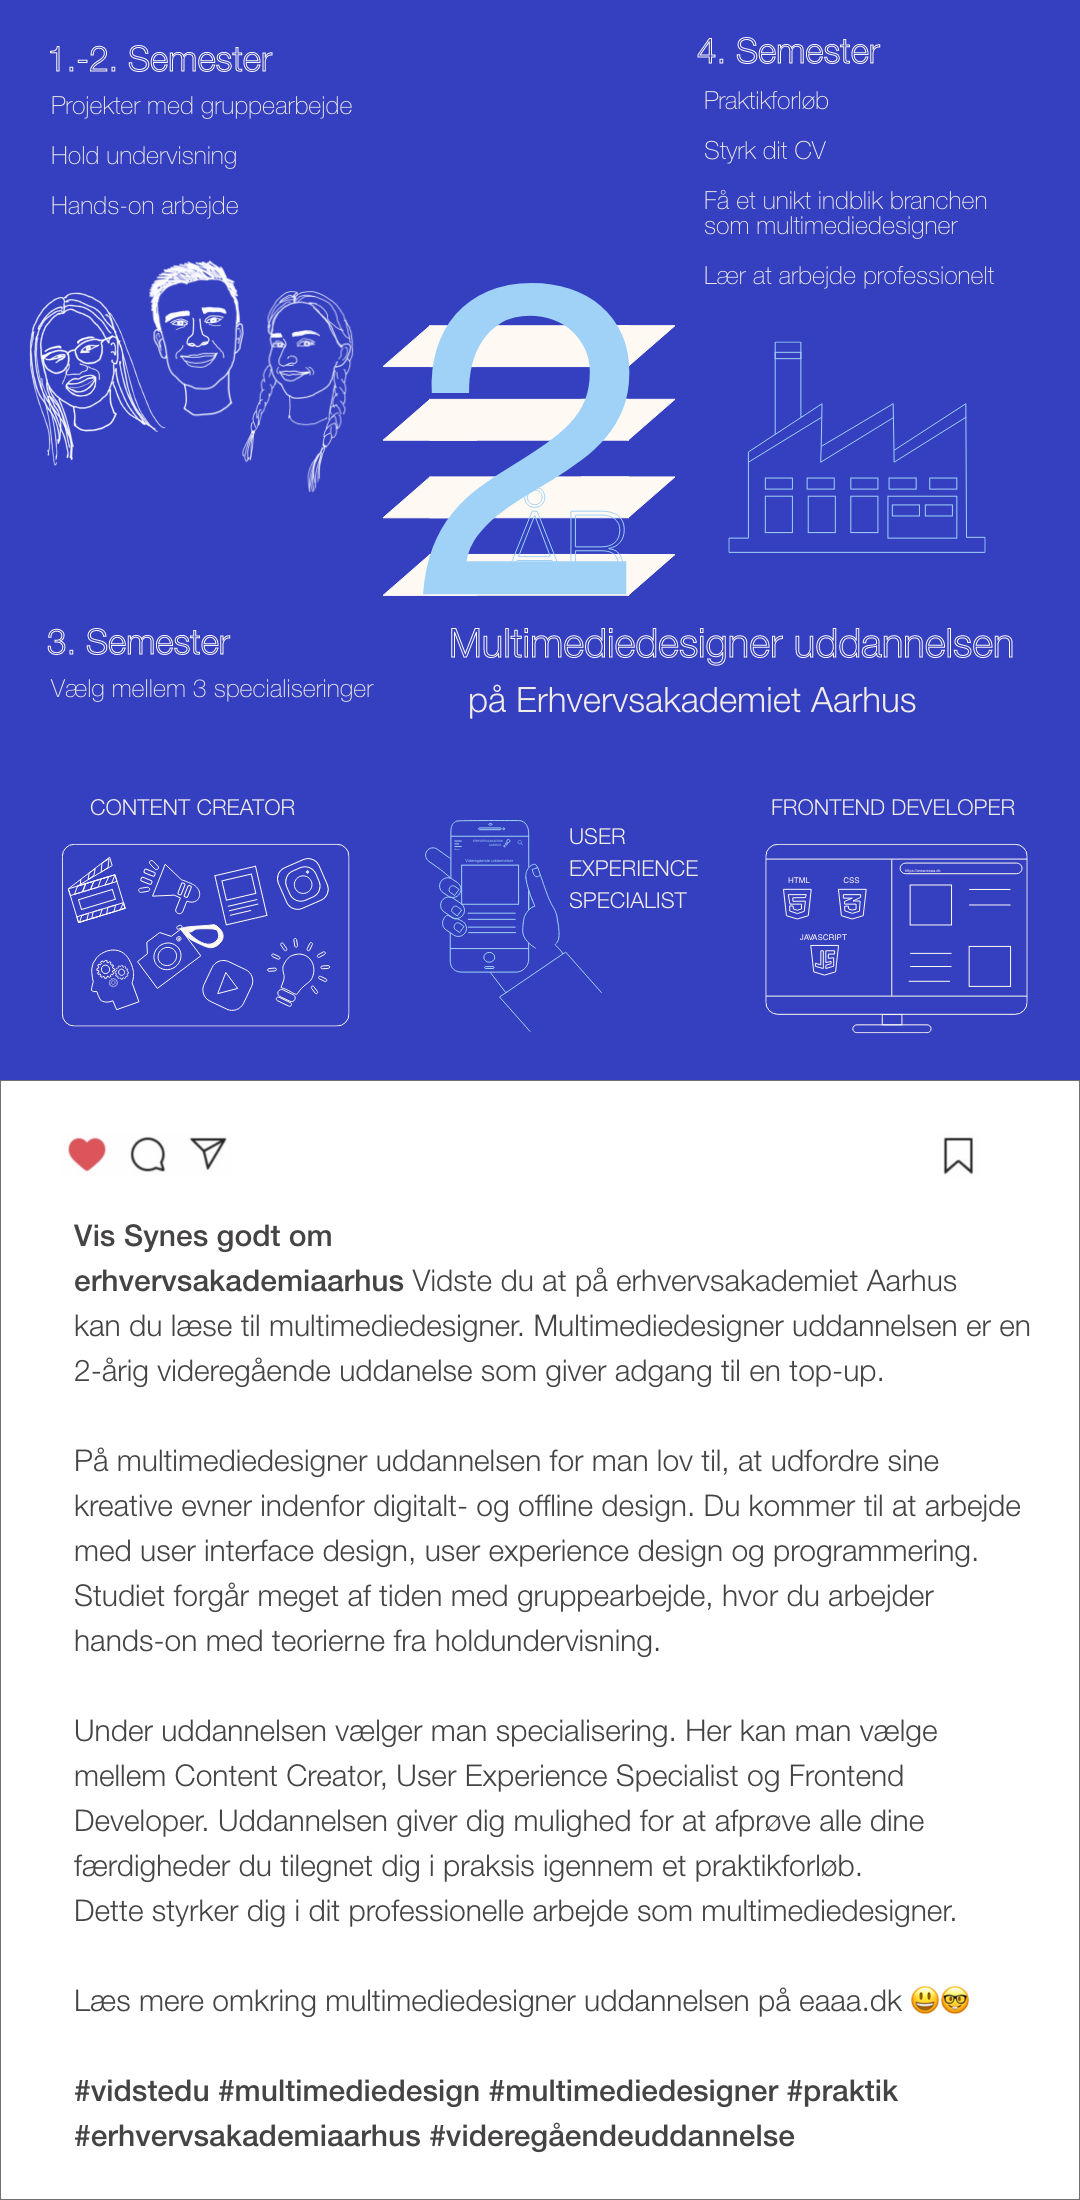 1.-2. Semester
Projekter med gruppearbejde
Hold undervisning
Hands-on arbejde
4. Semester
Praktikforløb
Styrk dit CV
Få et unikt indblik branchen
som multimediedesigner
Lær at arbejde professionelt
2
ÅR
3. Semester
Vælg mellem 3 specialiseringer
Multimediedesigner uddannelsen
på Erhvervsakademiet Aarhus
CONTENT CREATOR
USER
EXPERIENCE
SPECIALIST
FRONTEND DEVELOPER
HTML
CSS
JAVASCRIPT
5
3
JS
Vis Synes godt om
erhvervsakademiaarhus Vidste du at på erhvervsakademiet Aarhus
kan du læse til multimediedesigner. Multimediedesigner uddannelsen er en
2-årig videregående uddanelse som giver adgang til en top-up.
På multimediedesigner uddannelsen for man lov til, at udfordre sine
kreative evner indenfor digitalt- og offline design. Du kommer til at arbejde
med user interface design, user experience design og programmering.
Studiet forgår meget af tiden med gruppearbejde, hvor du arbejder
hands-on med teorierne fra holdundervisning.
Under uddannelsen vælger man specialisering. Her kan man vælge
mellem Content Creator, User Experience Specialist og Frontend
Developer. Uddannelsen giver dig mulighed for at afprøve alle dine
færdigheder du tilegnet dig i praksis igennem et praktikforløb.
Dette styrker dig i dit professionelle arbejde som multimediedesigner.
Læs mere omkring multimediedesigner uddannelsen på eaaa.dk 😃🤓
#vidstedu #multimediedesign #multimediedesigner #praktik
#erhvervsakademiaarhus #videregåendeuddannelse